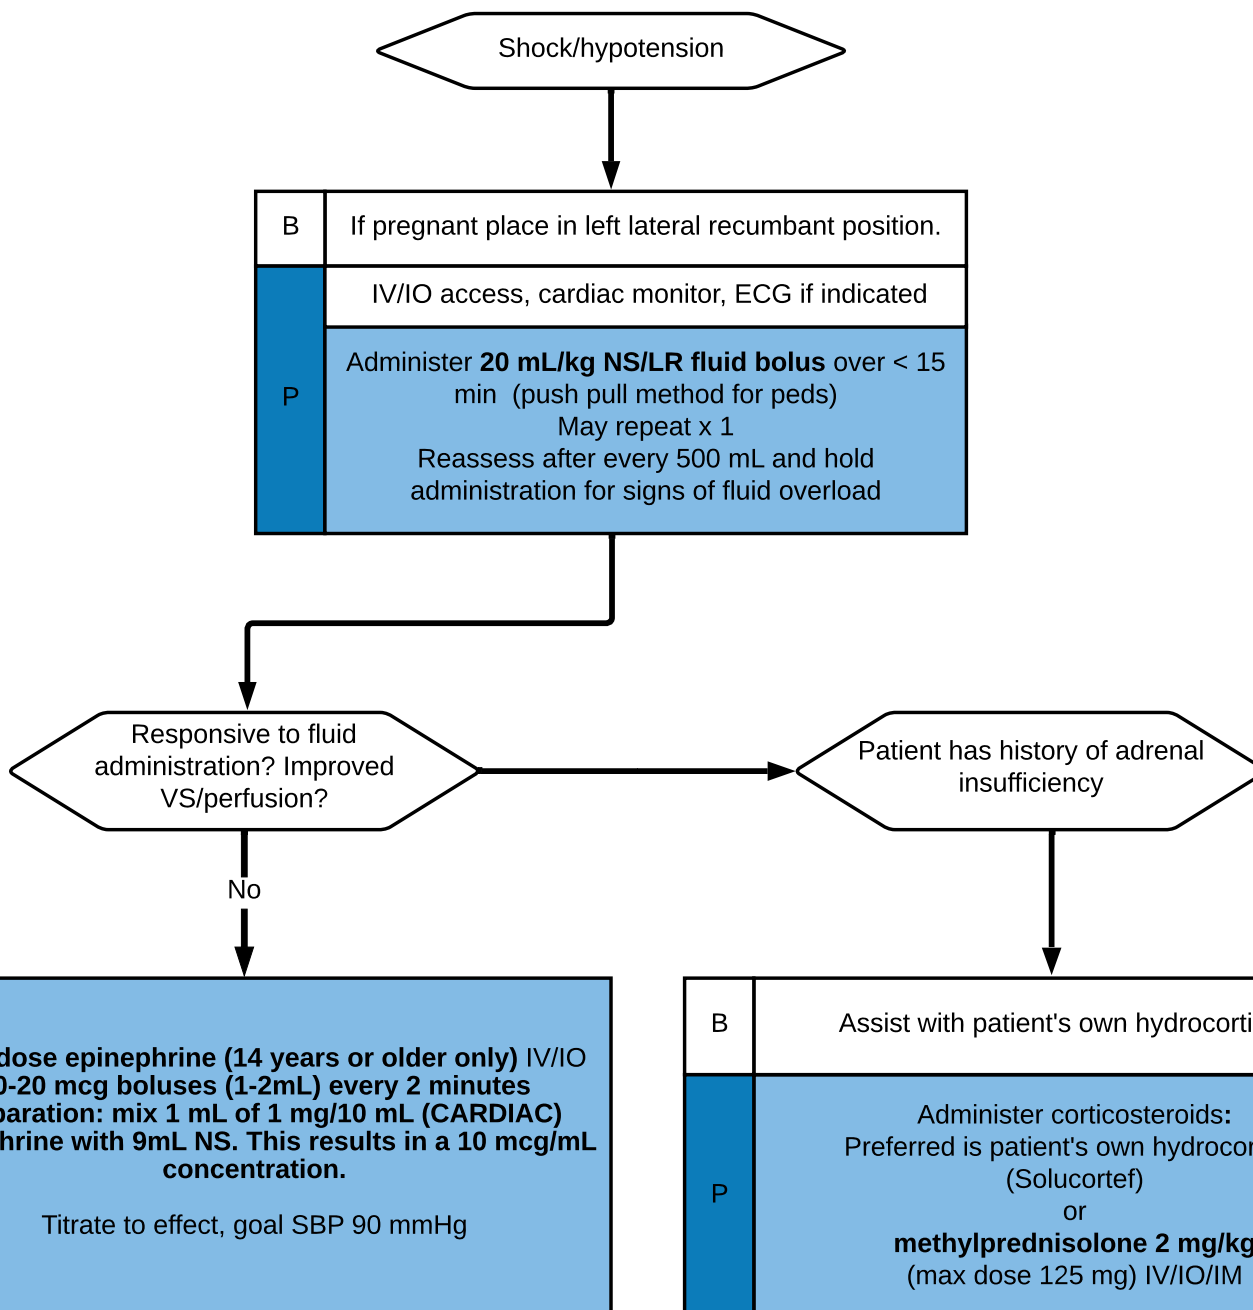 Shock/hypotension
B
If pregnant place in left lateral recumbant position.
P
IV/IO access, cardiac monitor, ECG if indicated
Administer 20 mL/kg NS/LR fluid bolus over < 15
min (push pull method for peds)
May repeat x 1
Reassess after every 500 mL and hold
administration for signs of fluid overload
Responsive to fluid
administration? Improved
VS/perfusion?
Patient has history of adrenal
insufficiency
No
dose epinephrine (14 years or older only) IV/IO
0-20 mcg boluses (1-2mL) every 2 minutes
mix 1 mL of 1 mg/10 mL (CARDIAC)
with 9mL NS. This results in a 10 mcg/mL
concentration.
Titrate to effect, goal SBP 90 mmHg
B
Assist with patient's own
P
Administer corticosteroids:
Preferred is patient's own
(Solucortef)
or
methylprednisolone 2 mg/kg
(max dose 125 mg) IV/IO/IM